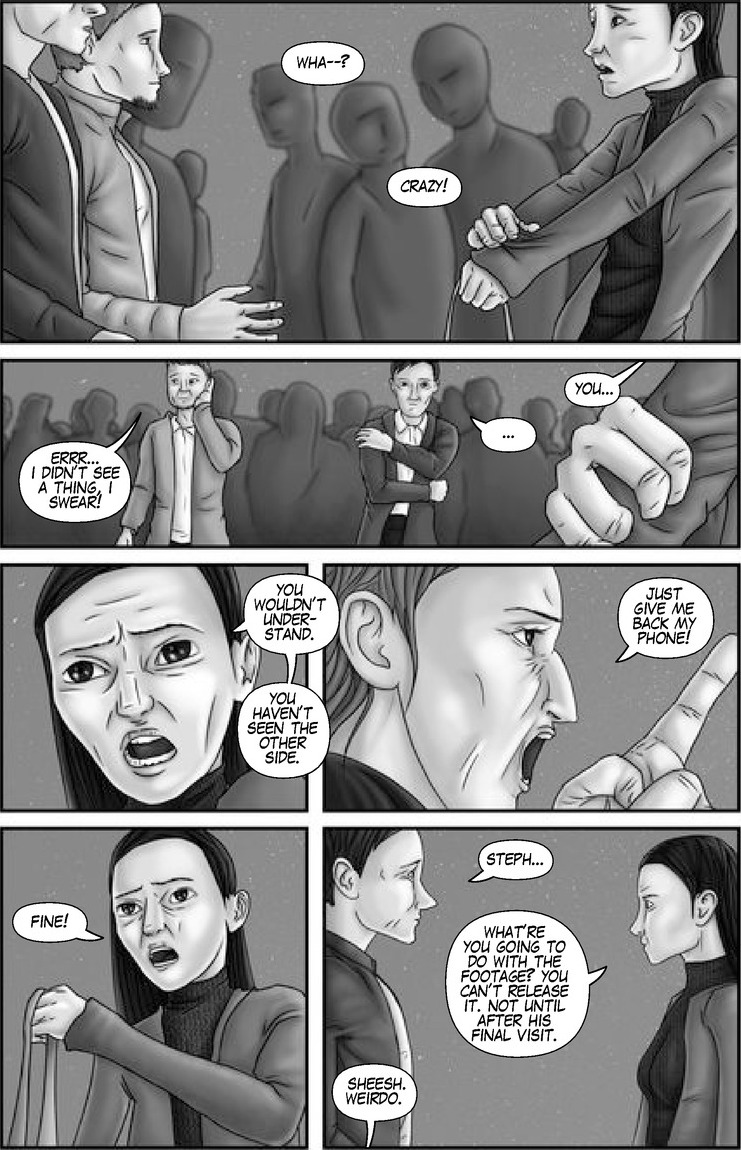 WHA--?
CRAZY!
ERRR...
I DIDN'T SEE
A THING, I
SWEAR!
...
YOU...
YOU
WOULDN'T
UNDER-
STAND.
YOU
HAVEN'T
SEEN THE
OTHER
SIDE.
JUST
GIVE ME
BACK MY
PHONE!
FINE!
STEPH...
WHAT'RE
YOU GOING TO
DO WITH THE
FOOTAGE? YOU
CAN'T RELEASE
IT. NOT UNTIL
AFTER HIS
FINAL VISIT.
SHEESH.
WEIRDO.